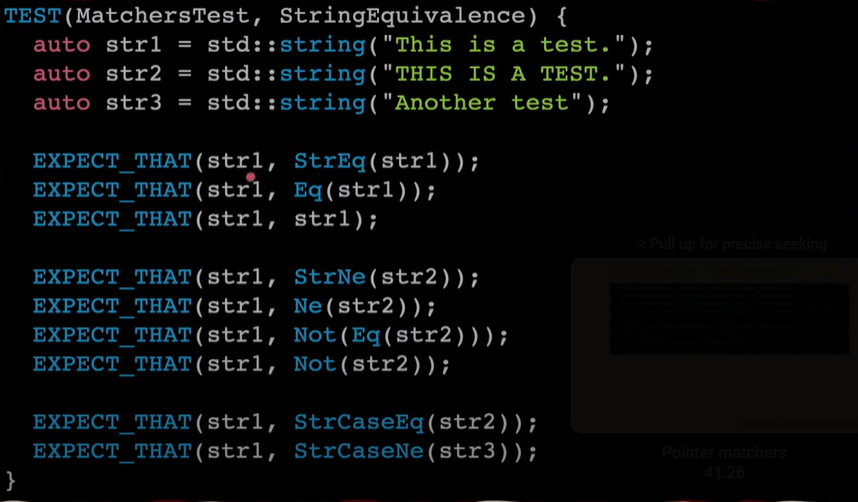 TEST(MatchersTest, StringEquivalence) {
  auto str1 = std::string("This is a test.");
  auto str2 = std::string("THIS IS A TEST.");
  auto str3 = std::string("Another test");

  EXPECT_THAT(str1, StrEq(str1));
  EXPECT_THAT(str1, Eq(str1));
  EXPECT_THAT(str1, str1);

  EXPECT_THAT(str1, StrNe(str2));
  EXPECT_THAT(str1, Ne(str2));
  EXPECT_THAT(str1, Not(Eq(str2)));
  EXPECT_THAT(str1, Not(str2));

  EXPECT_THAT(str1, StrCaseEq(str2));
  EXPECT_THAT(str1, StrCaseNe(str3));
}
Pull up for precise seeking
Pointer matchers
41:26